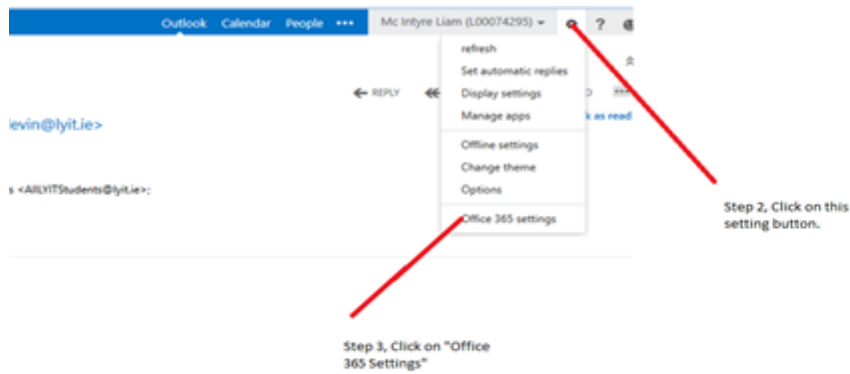 Outlook Calendar People ••• Mc Intyre Liam (L00074295) ?
refresh
Set automatic replies
REPLY Display settings
Manage apps k as read
evin@lyit.ie>
Offline settings
Change theme
s <AllLYITStudents@lyit.ie>; Options
Office 365 settings
Step 2, Click on this
setting button.
Step 3, Click on "Office
365 Settings"